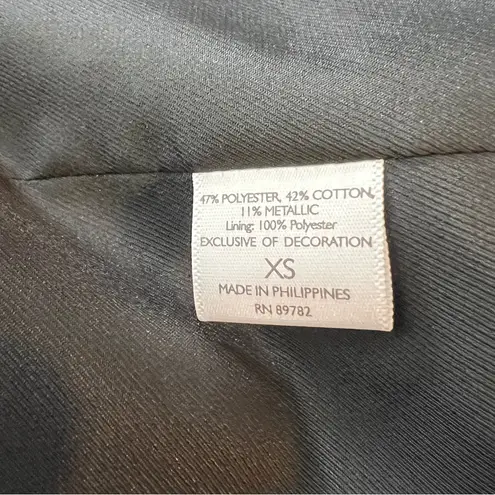 47% POLYESTER, 42% COTTON,
11% METALLIC
Lining: 100% Polyester
EXCLUSIVE OF DECORATION
XS
MADE IN PHILIPPINES
RN 89782